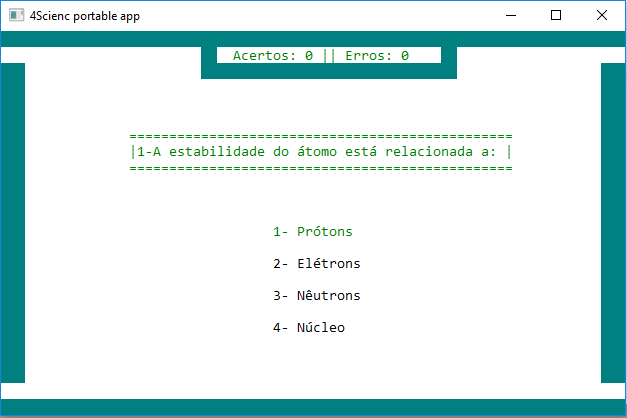 4Scienc portable app
Acertos: 0 || Erros: 0
================================================
|1-A estabilidade do átomo está relacionada a: |
================================================
1- Prótons
2- Elétrons
3- Nêutrons
4- Núcleo